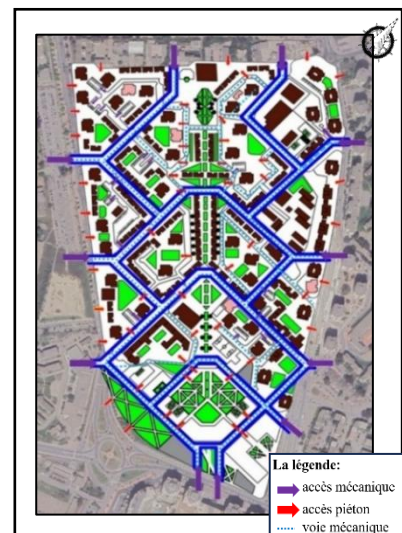 La légende:
accès mécanique
accès piéton
voie mécanique